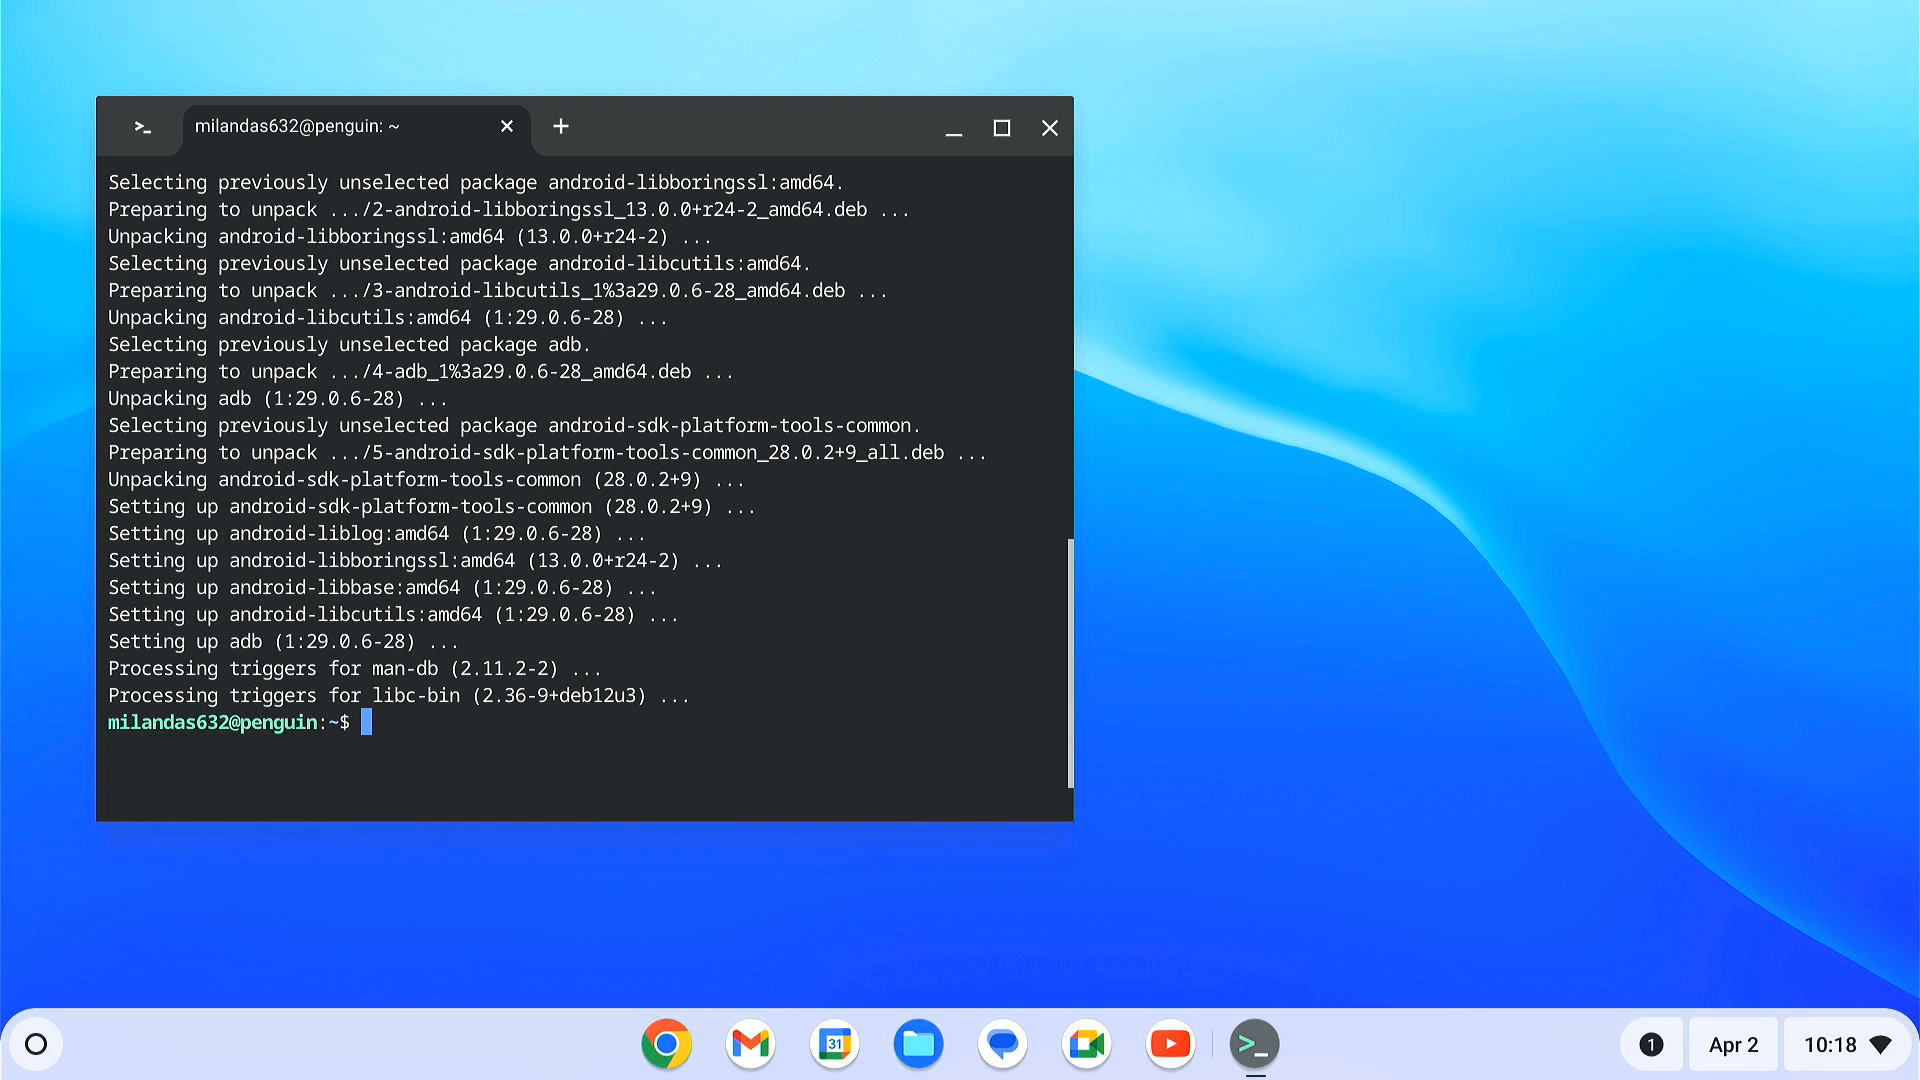 milandas632@penguin: ~
Selecting previously unselected package android-libboringssl:amd64.
Preparing to unpack .../2-android-libboringssl_13.0.0+r24-2_amd64.deb ...
Unpacking android-libboringssl:amd64 (13.0.0+r24-2) ...
Selecting previously unselected package android-libcutils:amd64.
Preparing to unpack .../3-android-libcutils_1%3a29.0.6-28_amd64.deb ...
Unpacking android-libcutils:amd64 (1:29.0.6-28) ...
Selecting previously unselected package adb.
Preparing to unpack .../4-adb_1%3a29.0.6-28_amd64.deb ...
Unpacking adb (1:29.0.6-28) ...
Selecting previously unselected package android-sdk-platform-tools-common.
Preparing to unpack .../5-android-sdk-platform-tools-common_28.0.2+9_all.deb ...
Unpacking android-sdk-platform-tools-common (28.0.2+9) ...
Setting up android-sdk-platform-tools-common (28.0.2+9) ...
Setting up android-liblog:amd64 (1:29.0.6-28) ...
Setting up android-libboringssl:amd64 (13.0.0+r24-2) ...
Setting up android-libbase:amd64 (1:29.0.6-28) ...
Setting up android-libcutils:amd64 (1:29.0.6-28) ...
Setting up adb (1:29.0.6-28) ...
Processing triggers for man-db (2.11.2-2) ...
Processing triggers for libc-bin (2.36-9+deb12u3) ...
milandas632@penguin:~$
31
1
Apr 2
10:18